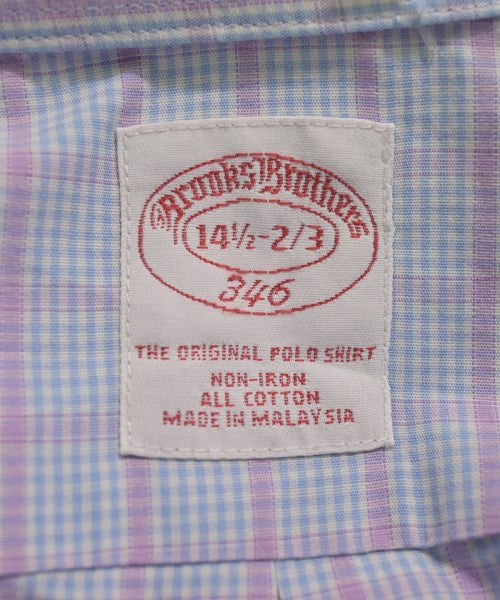 Brooks Brothers
14½-2/3
346
THE ORIGINAL POLO SHIRT
NON-IRON
ALL COTTON
MADE IN MALAYSIA